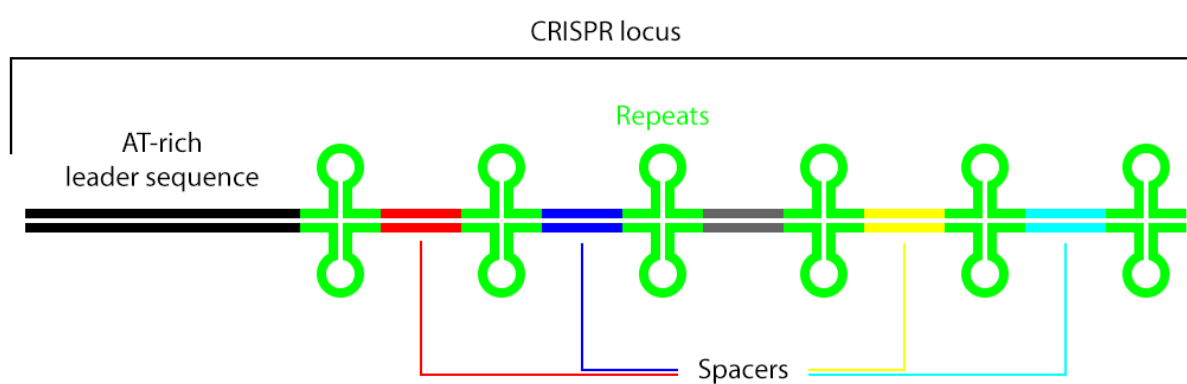 CRISPR locus
Repeats
AT-rich
leader sequence
Spacers